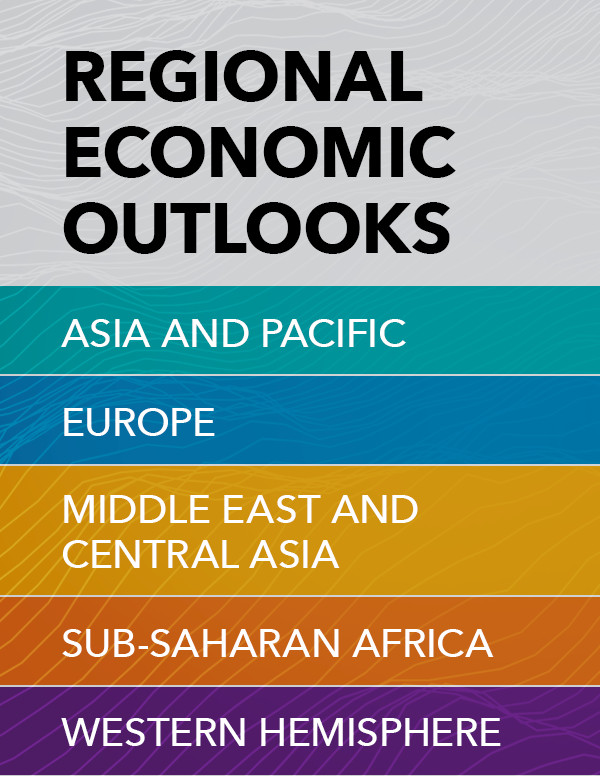 REGIONAL
ECONOMIC
OUTLOOKS
ASIA AND PACIFIC
EUROPE
MIDDLE EAST AND
CENTRAL ASIA
SUB-SAHARAN AFRICA
WESTERN HEMISPHERE